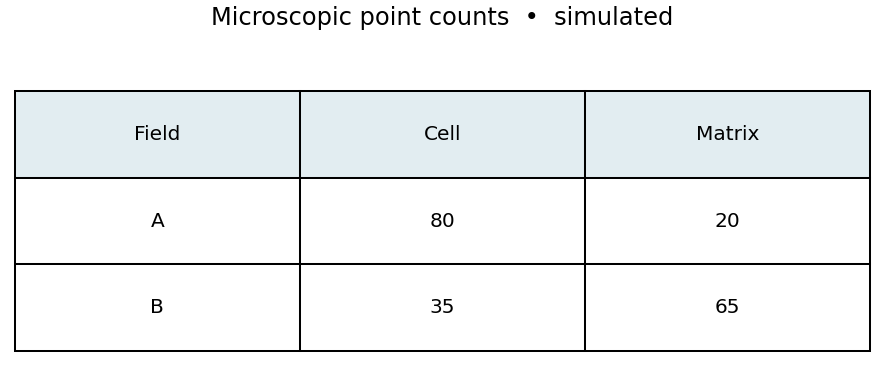 Microscopic point counts • simulated
Field Cell Matrix
A 80 20
B 35 65